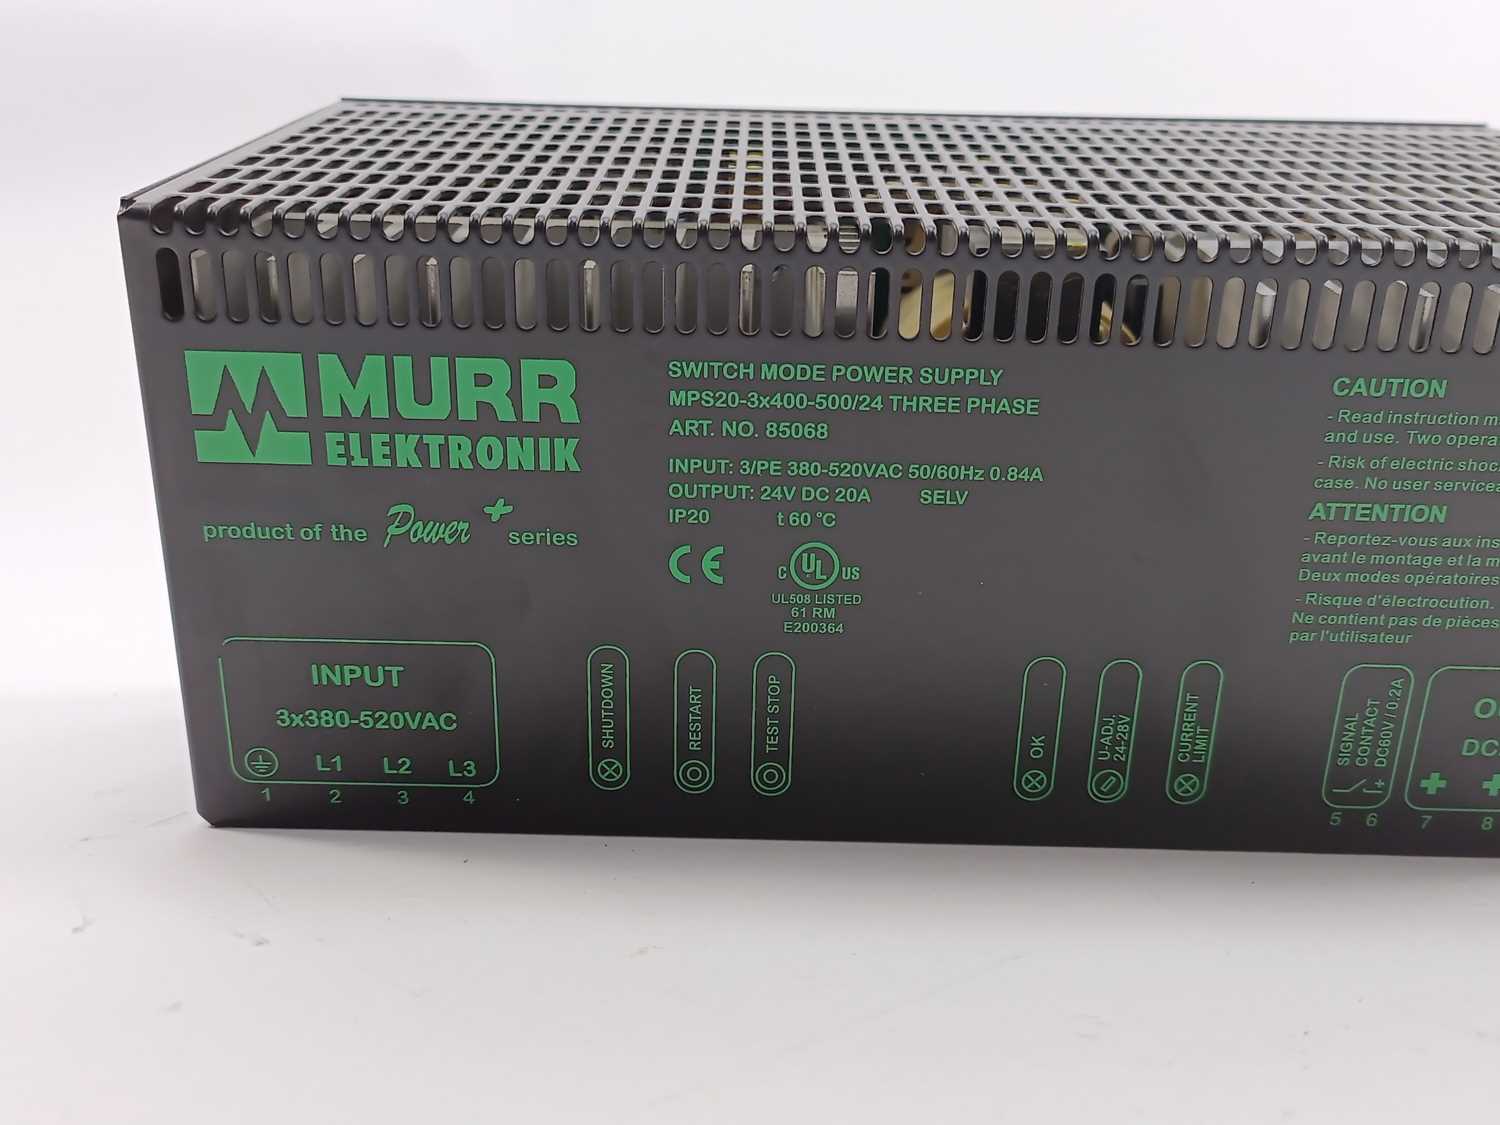 MURR
ELEKTRONIK
product of the Power+ series
SWITCH MODE POWER SUPPLY
MPS20-3x400-500/24 THREE PHASE
ART. NO. 85068
INPUT: 3/PE 380-520VAC 50/60Hz 0.84A
OUTPUT: 24V DC 20A SELV
IP20 t 60 °C
CE
C UL US
UL508 LISTED
61 RM
E200364
CAUTION
- Read instruction
and use. Two
- Risk of electric
case. No user
ATTENTION
- Reportez-vous aux
avant le montage et la
Deux modes opératoires
- Risque d'électrocution.
Ne contient pas de pièces
par l'utilisateur
INPUT
3x380-520VAC
L1 L2 L3
1 2 3 4
SHUTDOWN
RESTART
TEST STOP
OK
U-ADJ.
24-28V
CURRENT
LIMIT
SIGNAL
CONTACT
DC60V / 0,2A
DC
+ +
5 6 7 8